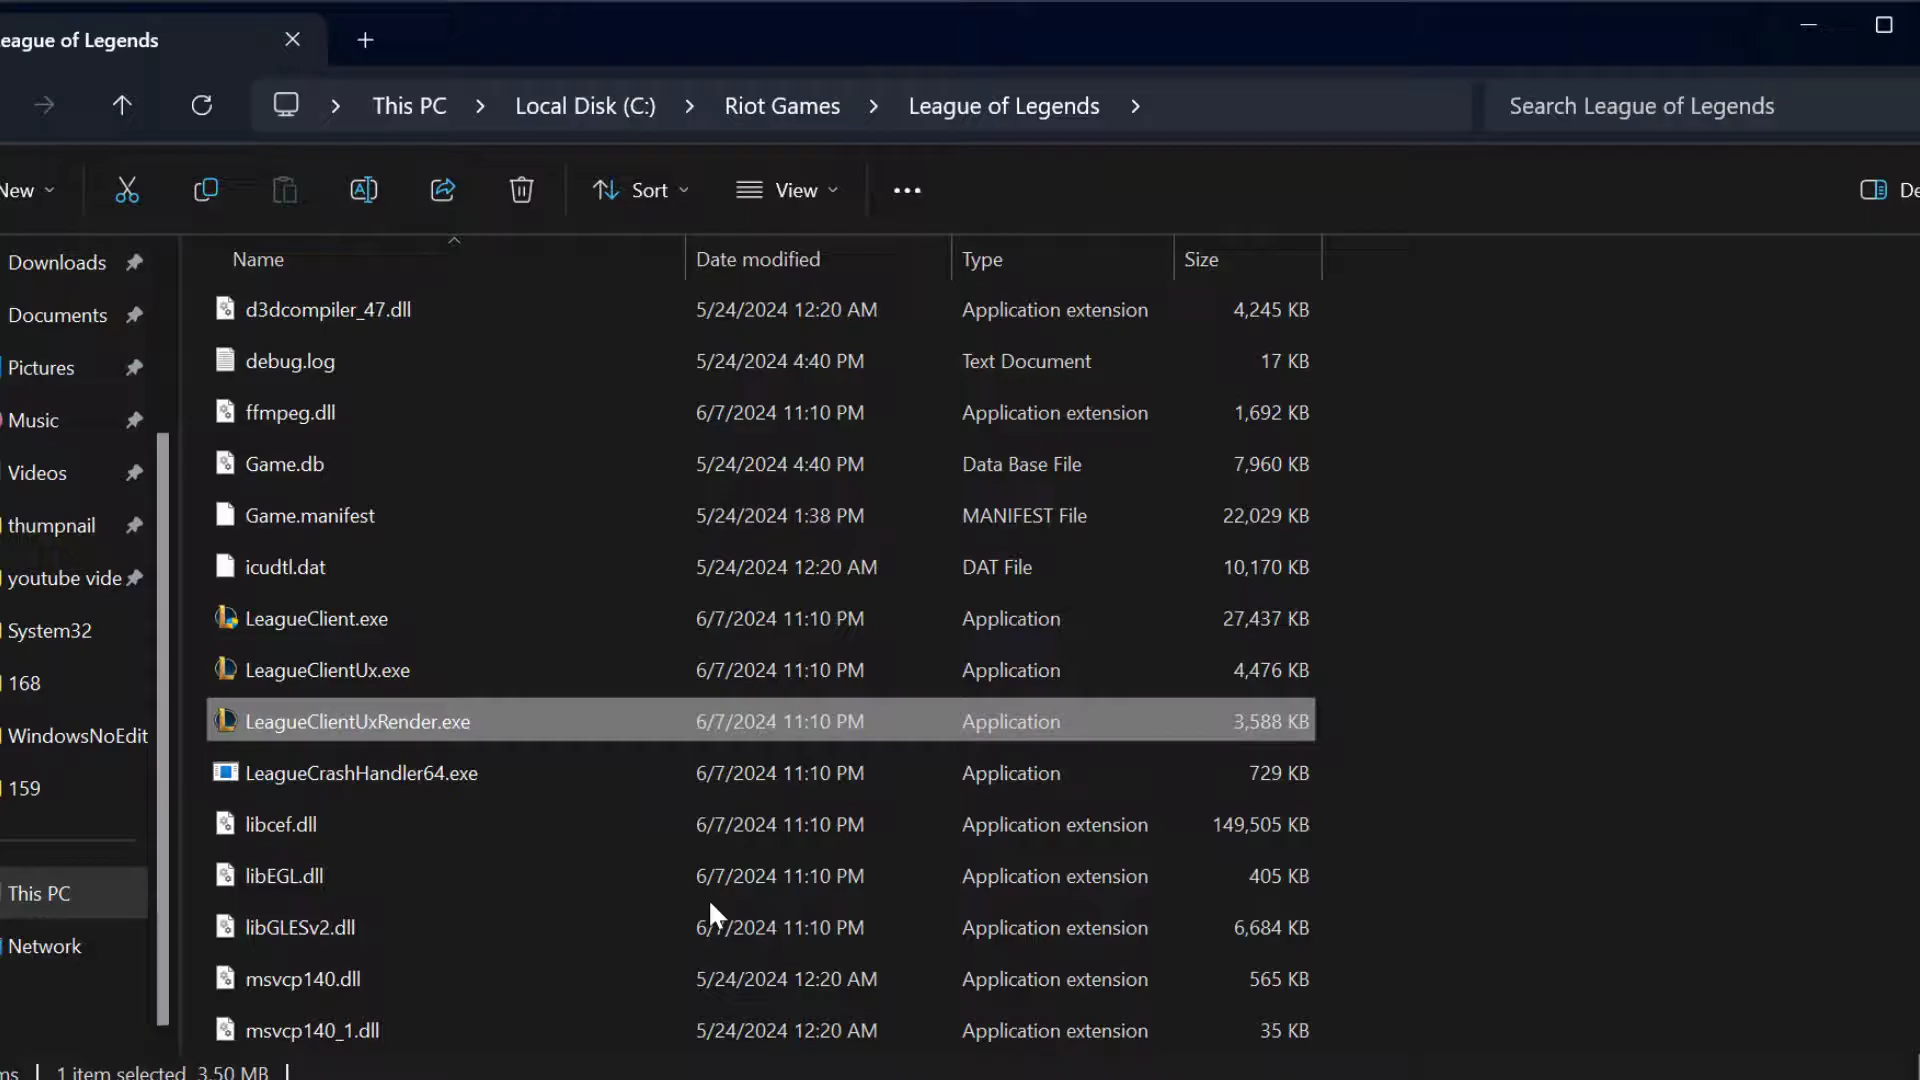 eague of Legends
This PC > Local Disk (C:) > Riot Games > League of Legends > Search League of Legends
New Sort View ••• De
Name Date modified Type Size
Downloads
Documents
Pictures
Music
Videos
thumpnail
youtube vide
System32
168
WindowsNoEdit
159
This PC
Network
d3dcompiler_47.dll 5/24/2024 12:20 AM Application extension 4,245 KB
debug.log 5/24/2024 4:40 PM Text Document 17 KB
ffmpeg.dll 6/7/2024 11:10 PM Application extension 1,692 KB
Game.db 5/24/2024 4:40 PM Data Base File 7,960 KB
Game.manifest 5/24/2024 1:38 PM MANIFEST File 22,029 KB
icudtl.dat 5/24/2024 12:20 AM DAT File 10,170 KB
LeagueClient.exe 6/7/2024 11:10 PM Application 27,437 KB
LeagueClientUx.exe 6/7/2024 11:10 PM Application 4,476 KB
LeagueClientUxRender.exe 6/7/2024 11:10 PM Application 3,588 KB
LeagueCrashHandler64.exe 6/7/2024 11:10 PM Application 729 KB
libcef.dll 6/7/2024 11:10 PM Application extension 149,505 KB
libEGL.dll 6/7/2024 11:10 PM Application extension 405 KB
libGLESv2.dll 6/7/2024 11:10 PM Application extension 6,684 KB
msvcp140.dll 5/24/2024 12:20 AM Application extension 565 KB
msvcp140_1.dll 5/24/2024 12:20 AM Application extension 35 KB
ms 1 item selected 3.50 MB